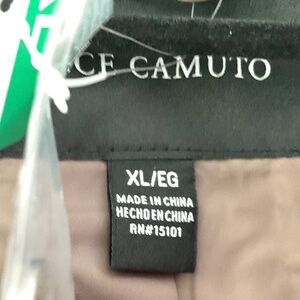 CE CAMUTO
XL/EG
MADE IN CHINA
HECHO EN CHINA
RN#15101